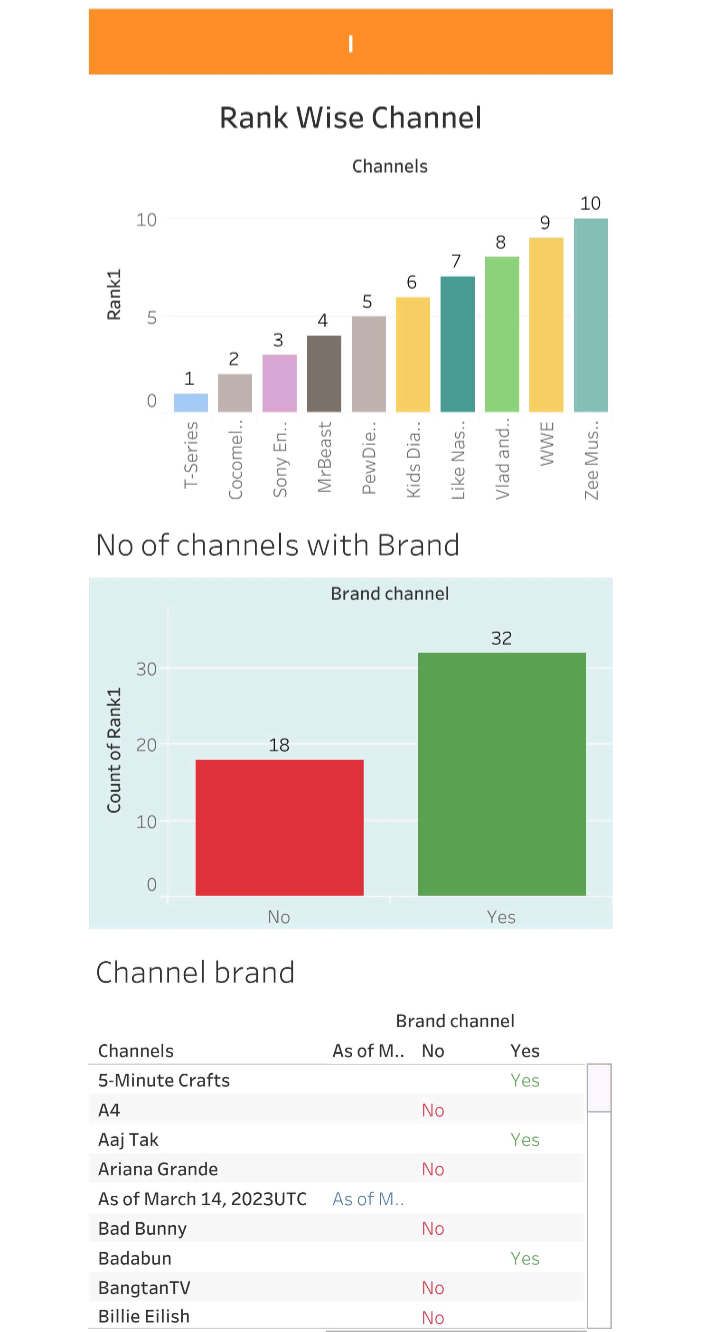 I
Rank Wise Channel
Channels
Rank1
10
5
0
1
2
3
4
5
6
7
8
9
10
T-Series
Cocomel..
Sony En..
MrBeast
PewDie..
Kids Dia..
Like Nas..
Vlad and..
WWE
Zee Mus..
No of channels with Brand
Brand channel
Count of Rank1
30
20
10
0
18
32
No Yes
Channel brand
Brand channel
Channels As of M.. No Yes
5-Minute Crafts Yes
A4 No
Aaj Tak Yes
Ariana Grande No
As of March 14, 2023UTC As of M..
Bad Bunny No
Badabun Yes
BangtanTV No
Billie Eilish No